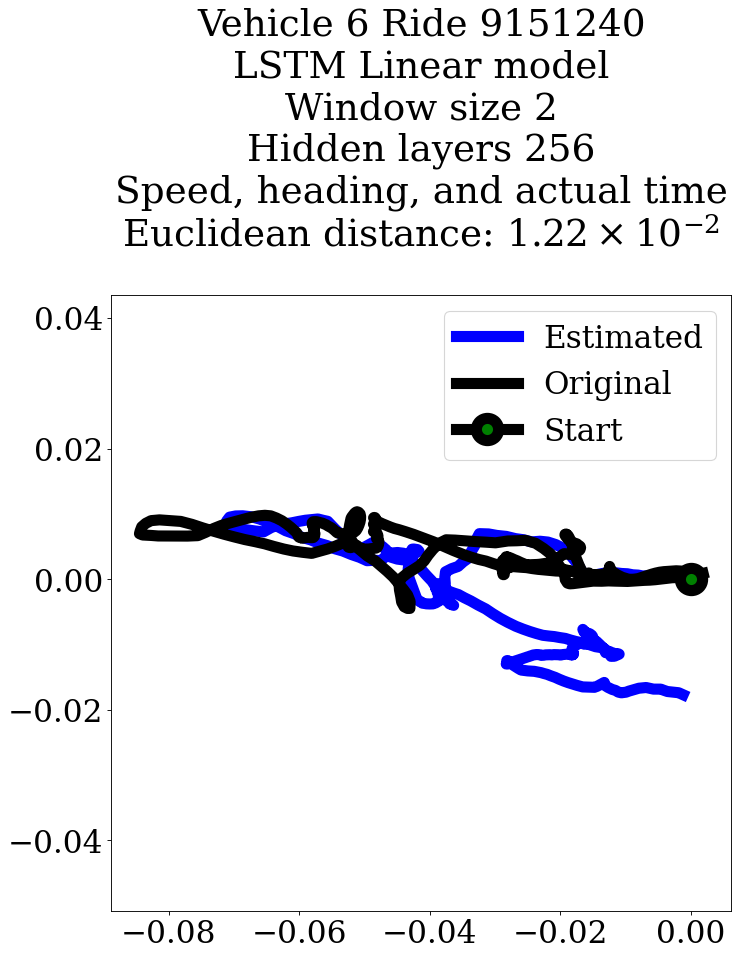 Vehicle 6 Ride 9151240
LSTM Linear model
Window size 2
Hidden layers 256
Speed, heading, and actual time
Euclidean distance: 1.22 × 10⁻²
Estimated
Original
Start
0.04
0.02
0.00
−0.02
−0.04
−0.08 −0.06 −0.04 −0.02 0.00